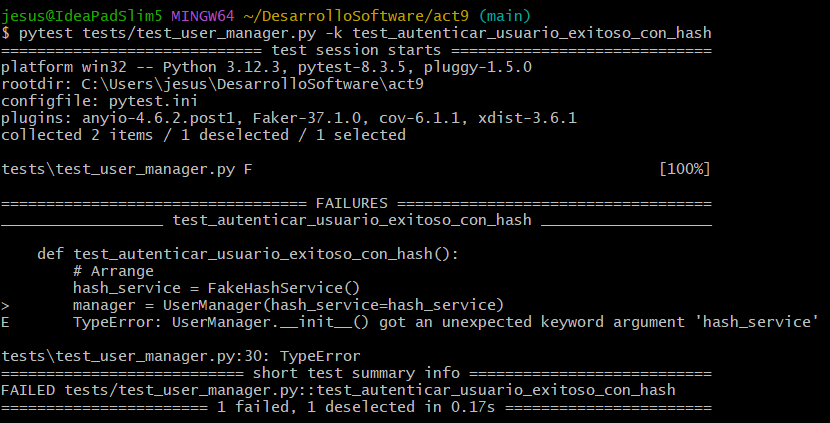 jesus@IdeaPadSlim5 MINGW64 ~/DesarrolloSoftware/act9 (main)
$ pytest tests/test_user_manager.py -k test_autenticar_usuario_exitoso_con_hash
============================= test session starts =============================
platform win32 -- Python 3.12.3, pytest-8.3.5, pluggy-1.5.0
rootdir: C:\Users\jesus\DesarrolloSoftware\act9
configfile: pytest.ini
plugins: anyio-4.6.2.post1, Faker-37.1.0, cov-6.1.1, xdist-3.6.1
collected 2 items / 1 deselected / 1 selected

tests\test_user_manager.py F                                             [100%]

================================== FAILURES ===================================
__________________ test_autenticar_usuario_exitoso_con_hash ___________________

    def test_autenticar_usuario_exitoso_con_hash():
        # Arrange
        hash_service = FakeHashService()
>       manager = UserManager(hash_service=hash_service)
E       TypeError: UserManager.__init__() got an unexpected keyword argument 'hash_service'

tests\test_user_manager.py:30: TypeError
=========================== short test summary info ===========================
FAILED tests/test_user_manager.py::test_autenticar_usuario_exitoso_con_hash
======================= 1 failed, 1 deselected in 0.17s =======================